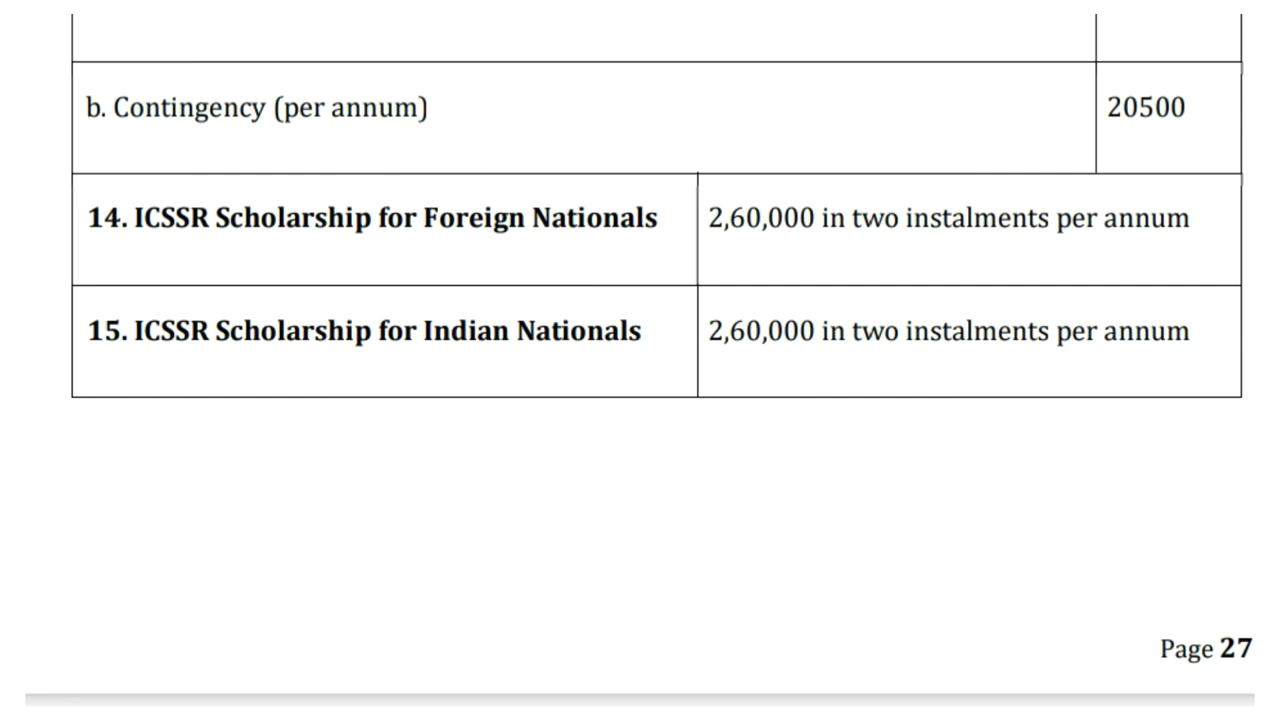 b. Contingency (per annum) 20500
14. ICSSR Scholarship for Foreign Nationals 2,60,000 in two instalments per annum
15. ICSSR Scholarship for Indian Nationals 2,60,000 in two instalments per annum
Page 27